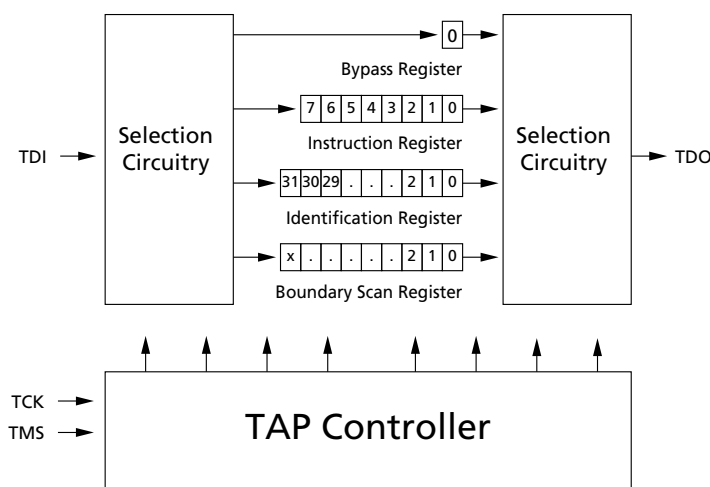 0
Bypass Register
7 6 5 4 3 2 1 0
Instruction Register
Selection
Circuitry
Selection
Circuitry
TDI
TDO
31 30 29 . . . 2 1 0
Identification Register
x . . . . . 2 1 0
Boundary Scan Register
TCK
TMS
TAP Controller